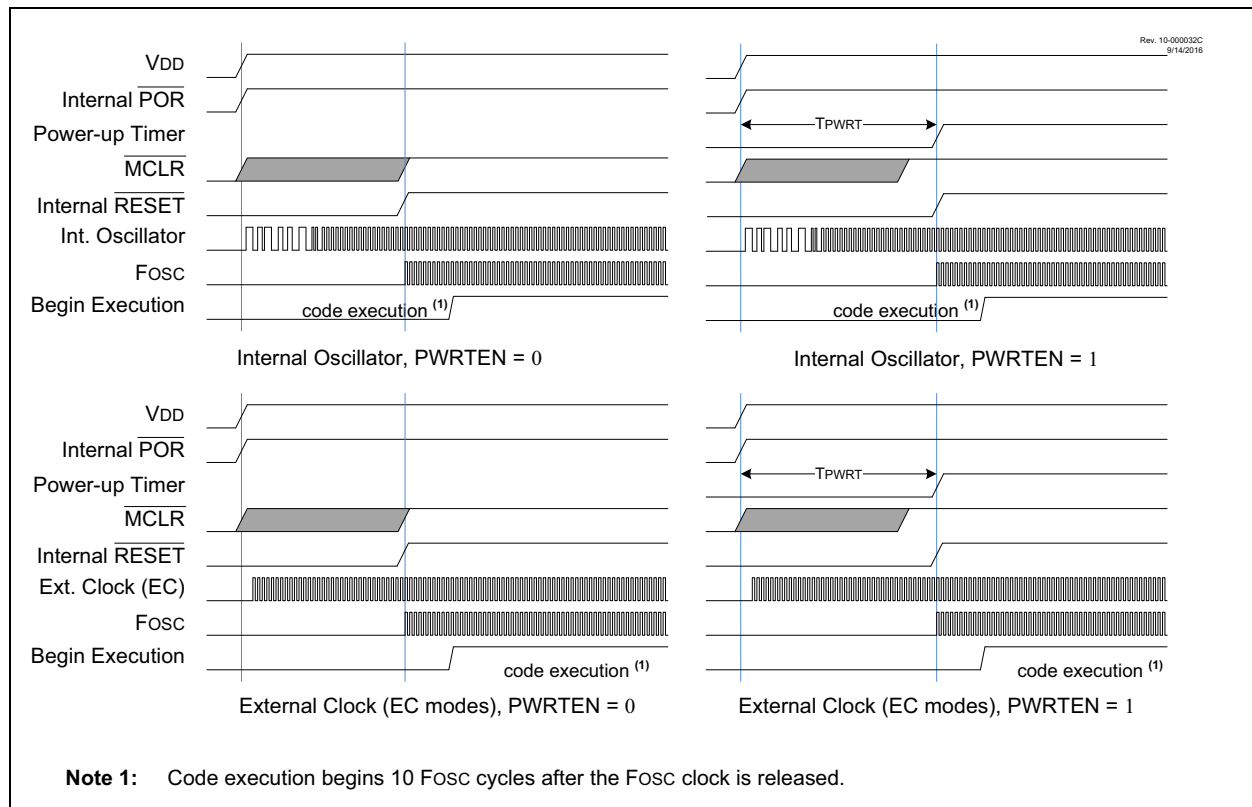 Rev. 10-000032C
9/14/2016
VDD
Internal POR
Power-up Timer
MCLR
Internal RESET
Int. Oscillator
FOSC
Begin Execution
code execution (1)
Internal Oscillator, PWRTEN = 0
TPWRT
code execution (1)
Internal Oscillator, PWRTEN = 1
VDD
Internal POR
Power-up Timer
MCLR
Internal RESET
Ext. Clock (EC)
FOSC
Begin Execution
code execution (1)
External Clock (EC modes), PWRTEN = 0
TPWRT
code execution (1)
External Clock (EC modes), PWRTEN = 1
Note 1: Code execution begins 10 FOSC cycles after the FOSC clock is released.